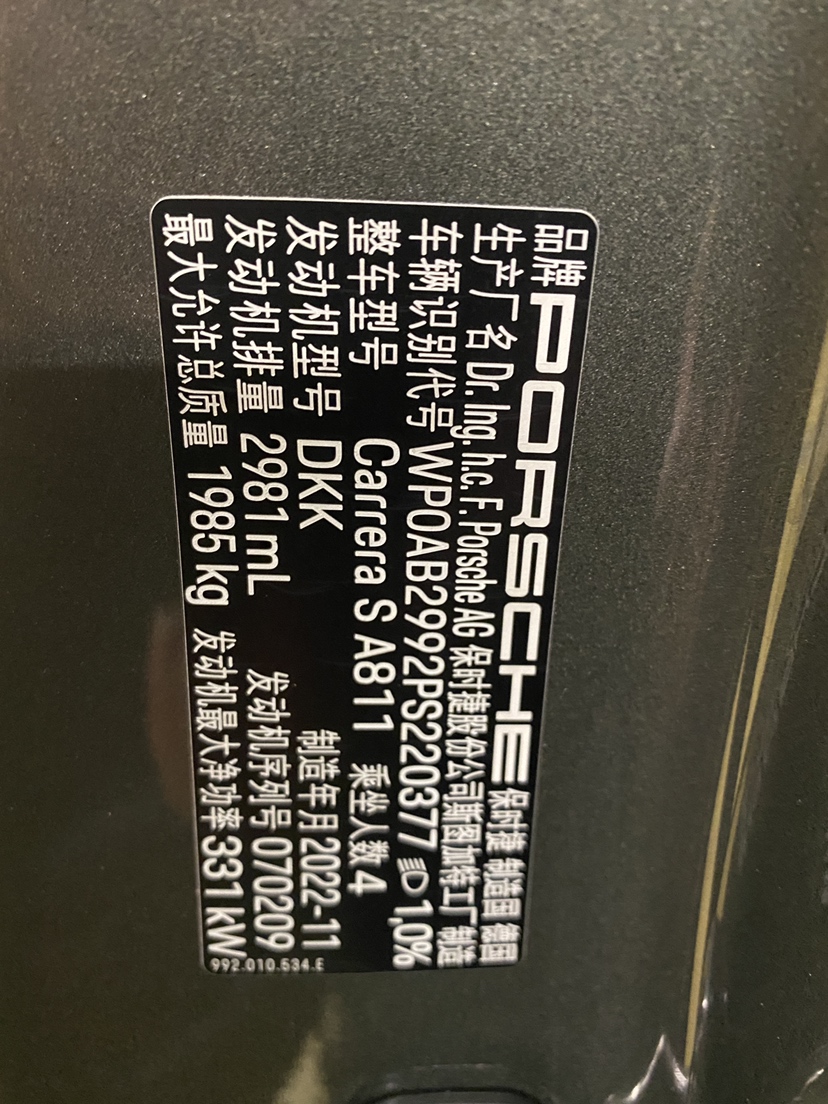 品牌 PORSCHE 保时捷 制造国 德国
生产厂名 Dr. Ing. h.c. F. Porsche AG 保时捷股份公司斯图加特工厂制造
车辆识别代号 WP0AB2992PS220377 1,0%
整车型号 Carrera S A811 乘坐人数 4
发动机型号 DKK 制造年月 2022-11
发动机排量 2981 mL 发动机序列号 070209
最大允许总质量 1985 kg 发动机最大净功率 331 kW
992.010.534.E